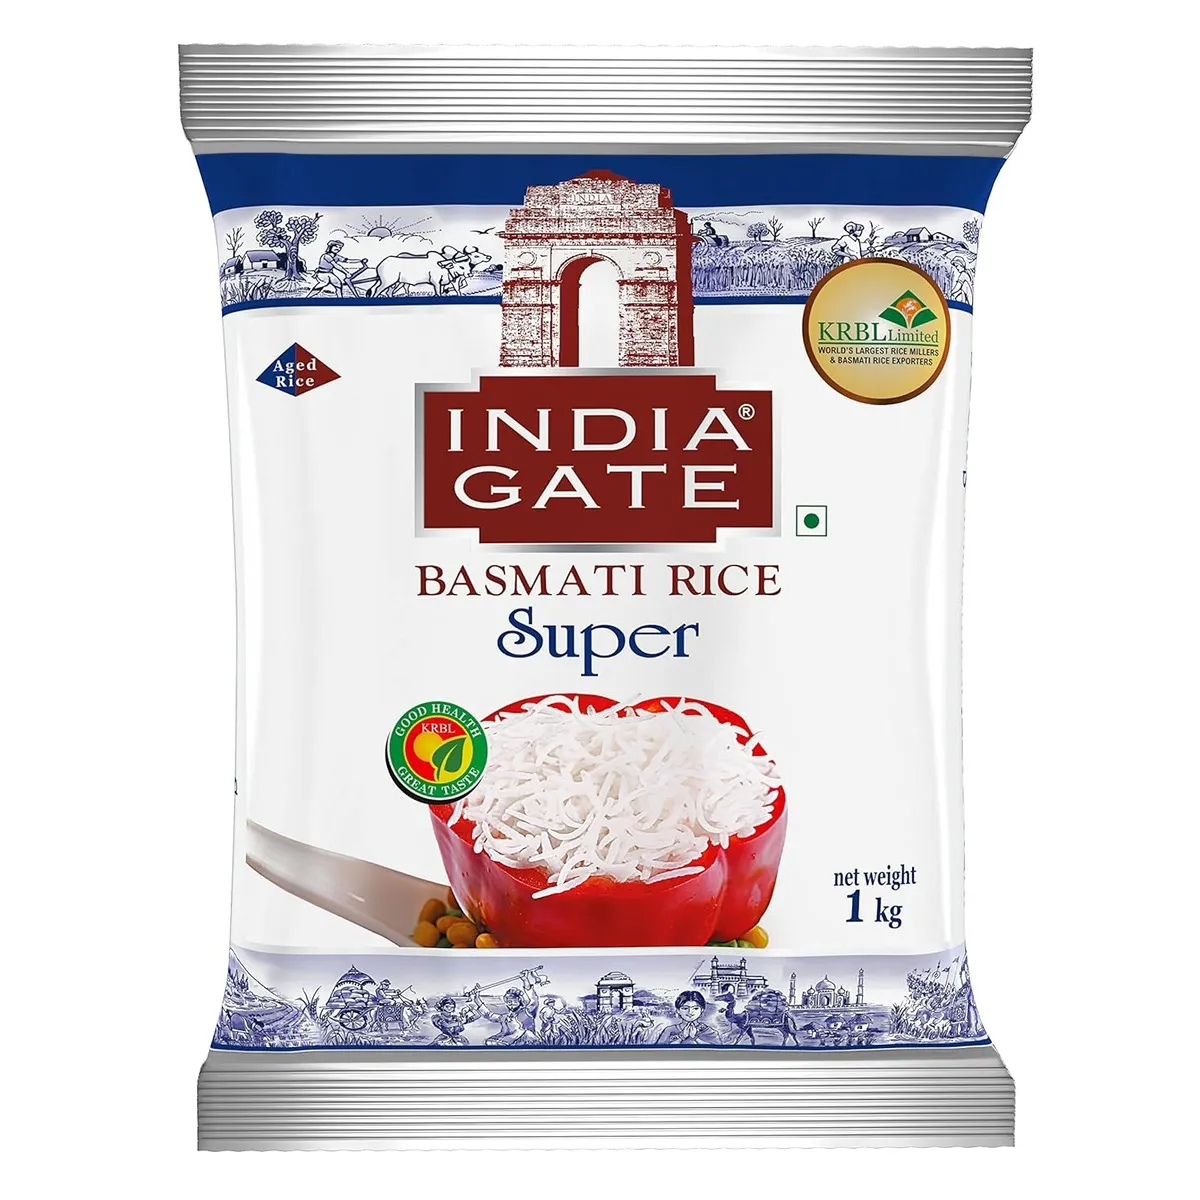 INDIA
KRBL Limited
WORLD'S LARGEST RICE MILLERS
& BASMATI RICE EXPORTERS
Aged
Rice
INDIA®
GATE
BASMATI RICE
Super
GOOD HEALTH
KRBL
GREAT TASTE
net weight
1 kg